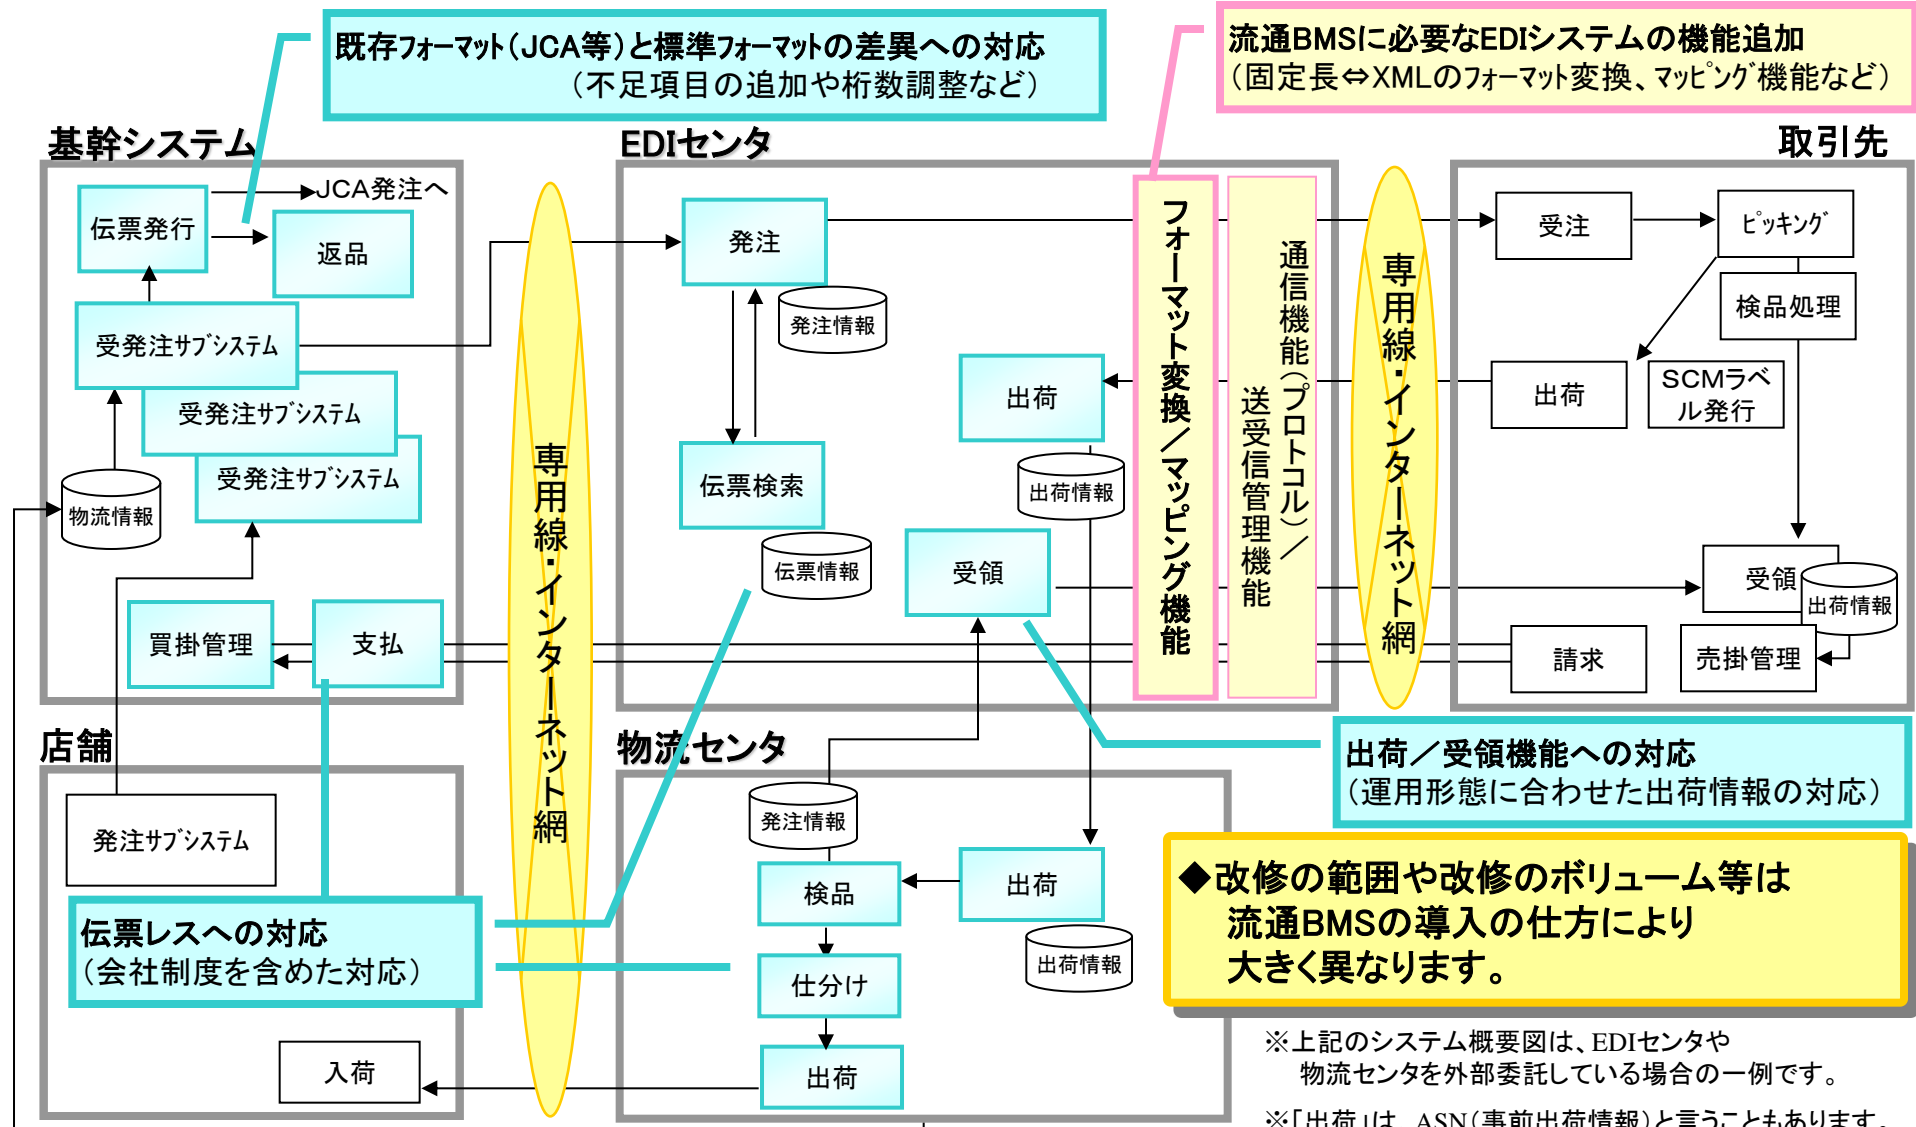 既存フォーマット（JCA等）と標準フォーマットの差異への対応
（不足項目の追加や桁数調整など）
流通BMSに必要なEDIシステムの機能追加
（固定長⇔XMLのフォーマット変換、マッピング機能など）
基幹システム
伝票発行
JCA発注へ
返品
受発注サブシステム
受発注サブシステム
受発注サブシステム
物流情報
買掛管理
支払
専用線・インターネット網
EDIセンタ
発注
発注情報
伝票検索
伝票情報
出荷
出荷情報
受領
フォーマット変換／マッピング機能
通信機能（プロトコル）／
送受信管理機能
専用線・インターネット網
取引先
受注
ピッキング
検品処理
出荷
SCMラベ
ル発行
受領
出荷情報
請求
売掛管理
店舗
発注サブシステム
伝票レスへの対応
（会社制度を含めた対応）
入荷
物流センタ
発注情報
検品
出荷
出荷情報
仕分け
出荷
出荷／受領機能への対応
（運用形態に合わせた出荷情報の対応）
◆改修の範囲や改修のボリューム等は
流通BMSの導入の仕方により
大きく異なります。
※上記のシステム概要図は、EDIセンタや
物流センタを外部委託している場合の一例です。
※「出荷」は、ASN（事前出荷情報）と言うこともあります。